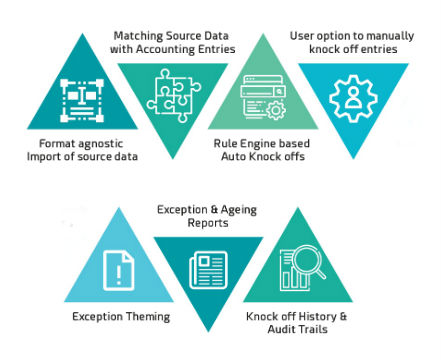 Matching Source Data
with Accounting Entries
User option to manually
knock off entries
Format agnostic
Import of source data
Rule Engine based
Auto Knock offs
Exception & Ageing
Reports
Exception Theming
Knock off History &
Audit Trails